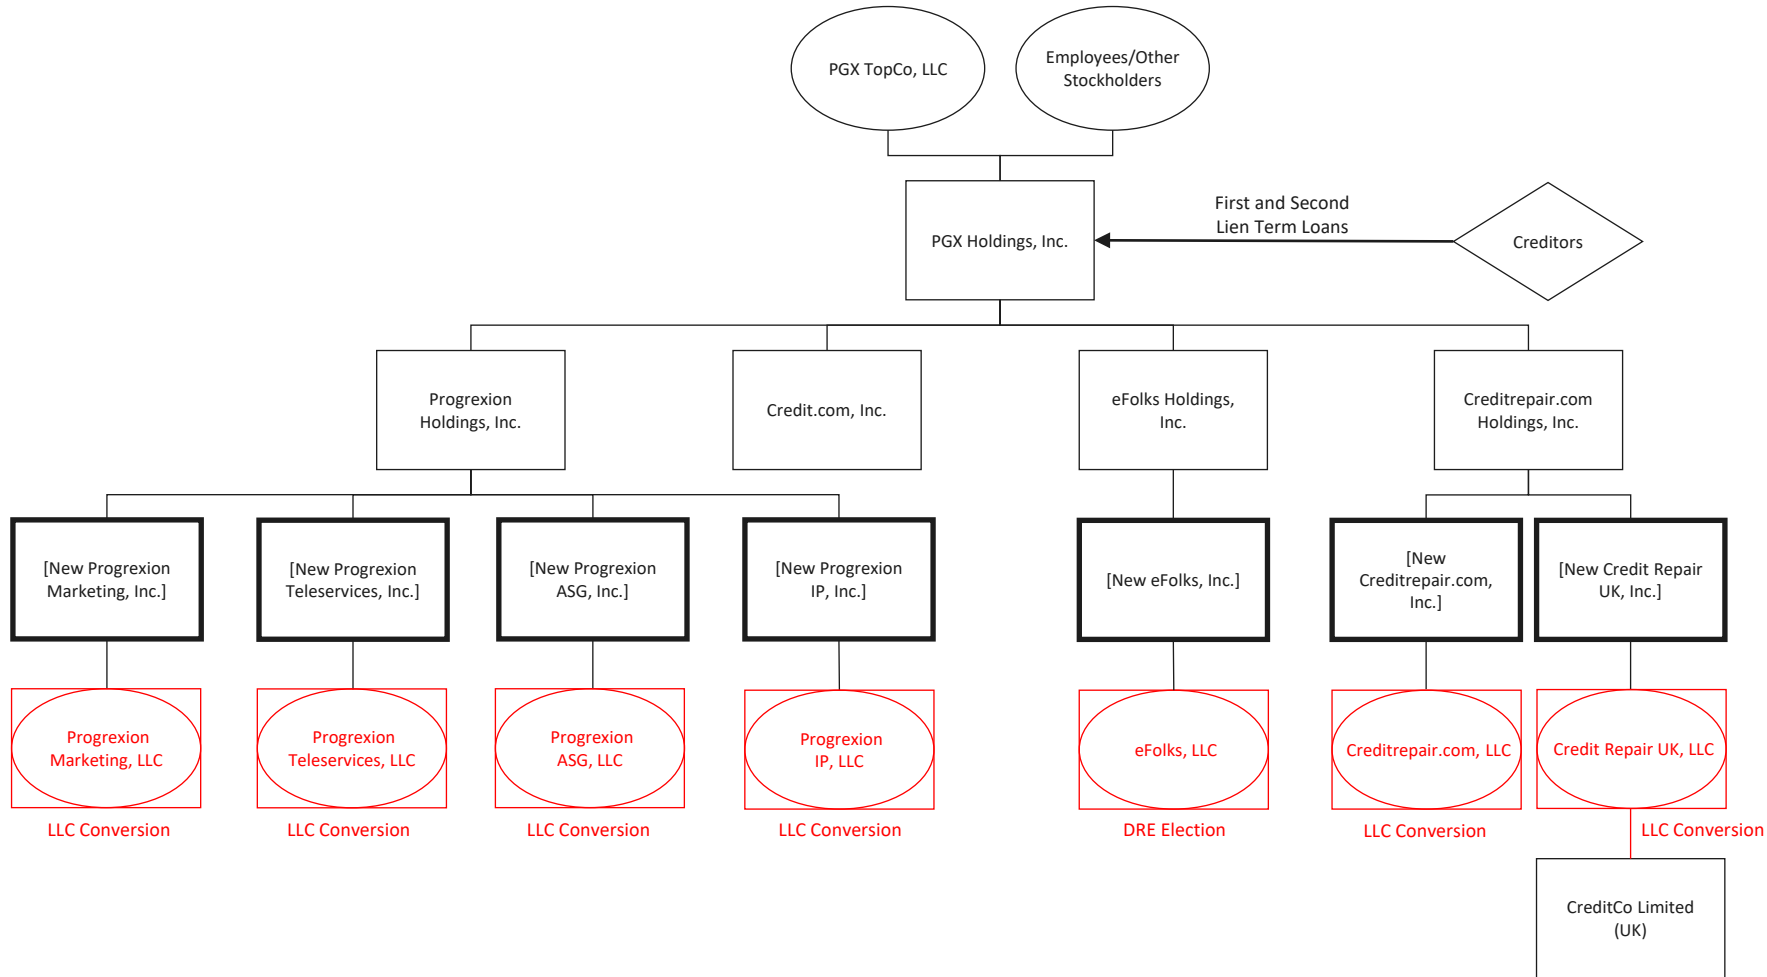 PGX TopCo, LLC
Employees/Other
Stockholders
PGX Holdings, Inc.
First and Second
Lien Term Loans
Creditors
Progrexion
Holdings, Inc.
Credit.com, Inc.
eFolks Holdings,
Inc.
Creditrepair.com
Holdings, Inc.
[New Progrexion
Marketing, Inc.]
[New Progrexion
Teleservices, Inc.]
[New Progrexion
ASG, Inc.]
[New Progrexion
IP, Inc.]
[New eFolks, Inc.]
[New
Creditrepair.com,
Inc.]
[New Credit Repair
UK, Inc.]
Progrexion
Marketing, LLC
Progrexion
Teleservices, LLC
Progrexion
ASG, LLC
Progrexion
IP, LLC
eFolks, LLC
Creditrepair.com, LLC
Credit Repair UK, LLC
LLC Conversion
LLC Conversion
LLC Conversion
LLC Conversion
DRE Election
LLC Conversion
LLC Conversion
CreditCo Limited
(UK)